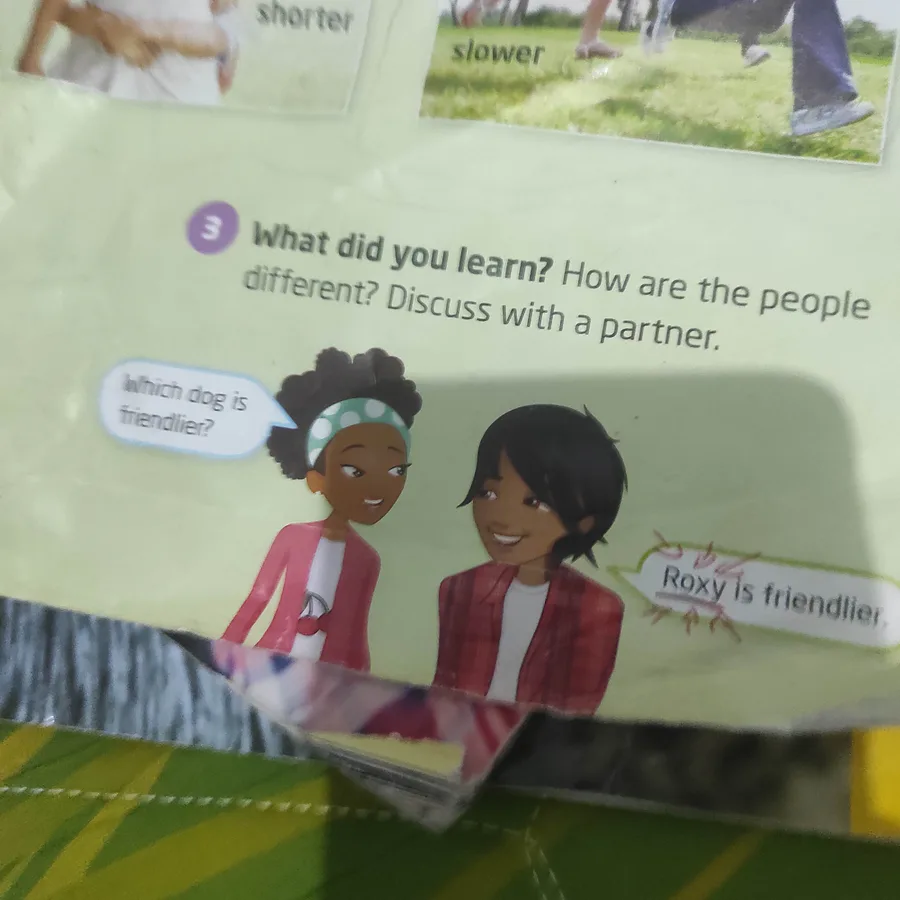 shorter
slower
3 What did you learn? How are the people
different? Discuss with a partner.
Which dog is
friendlier?
Roxy is friendlier.